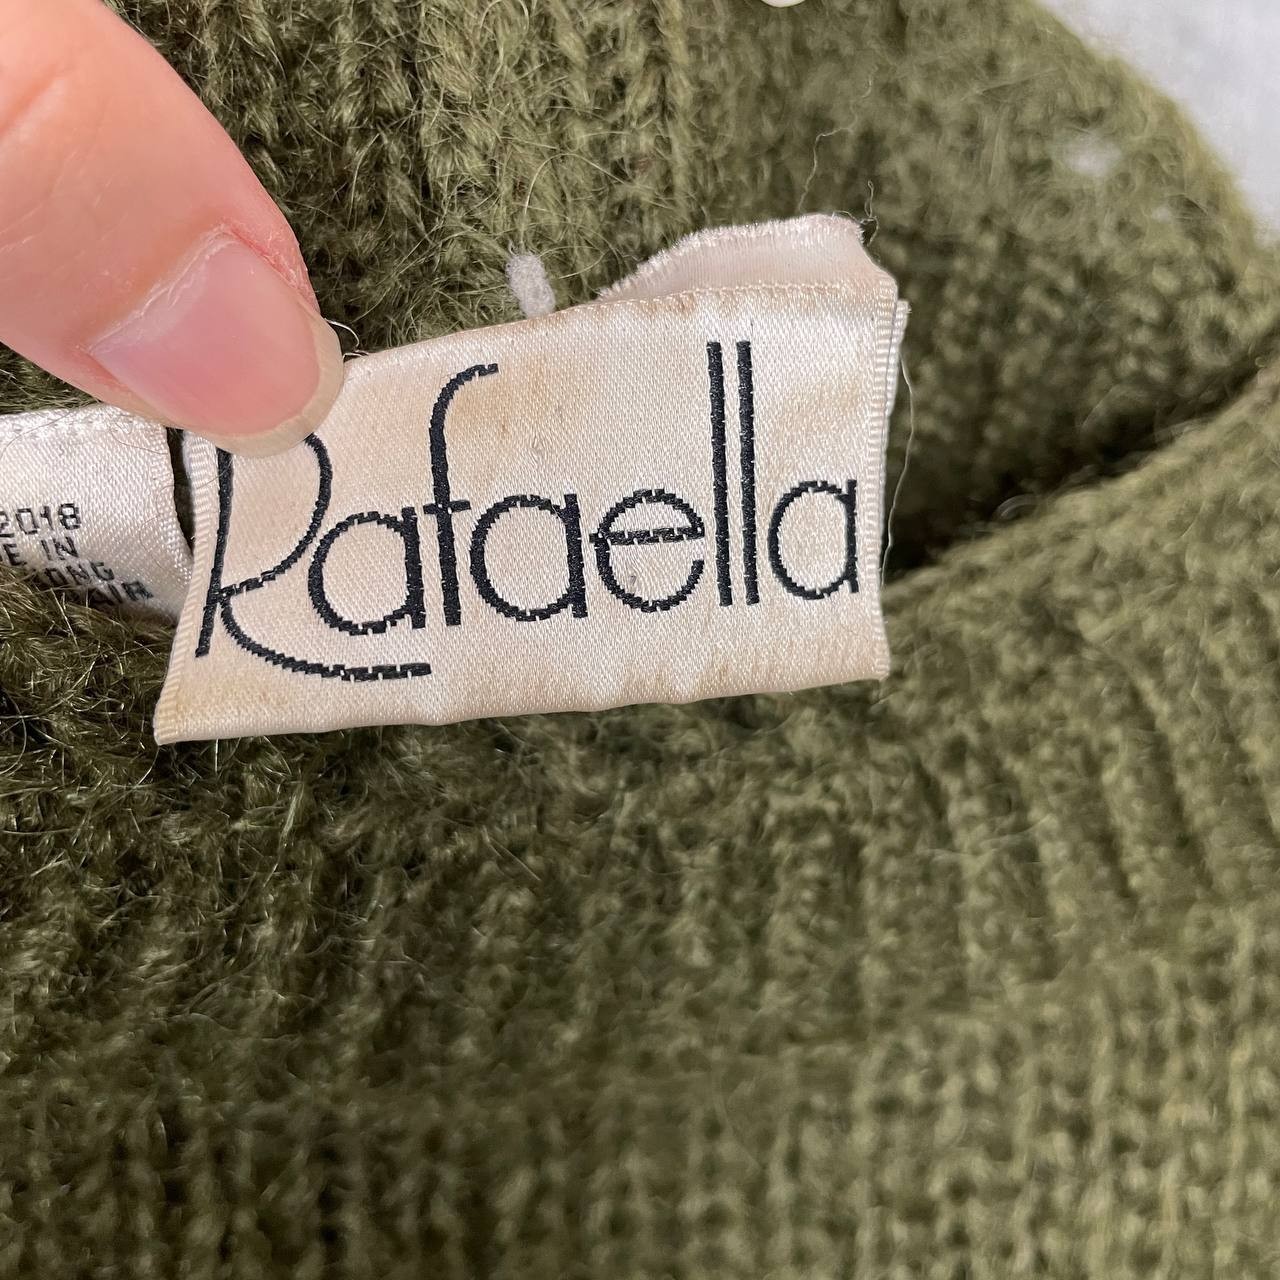 Rafaella
2018
E IN
ONG
AIR